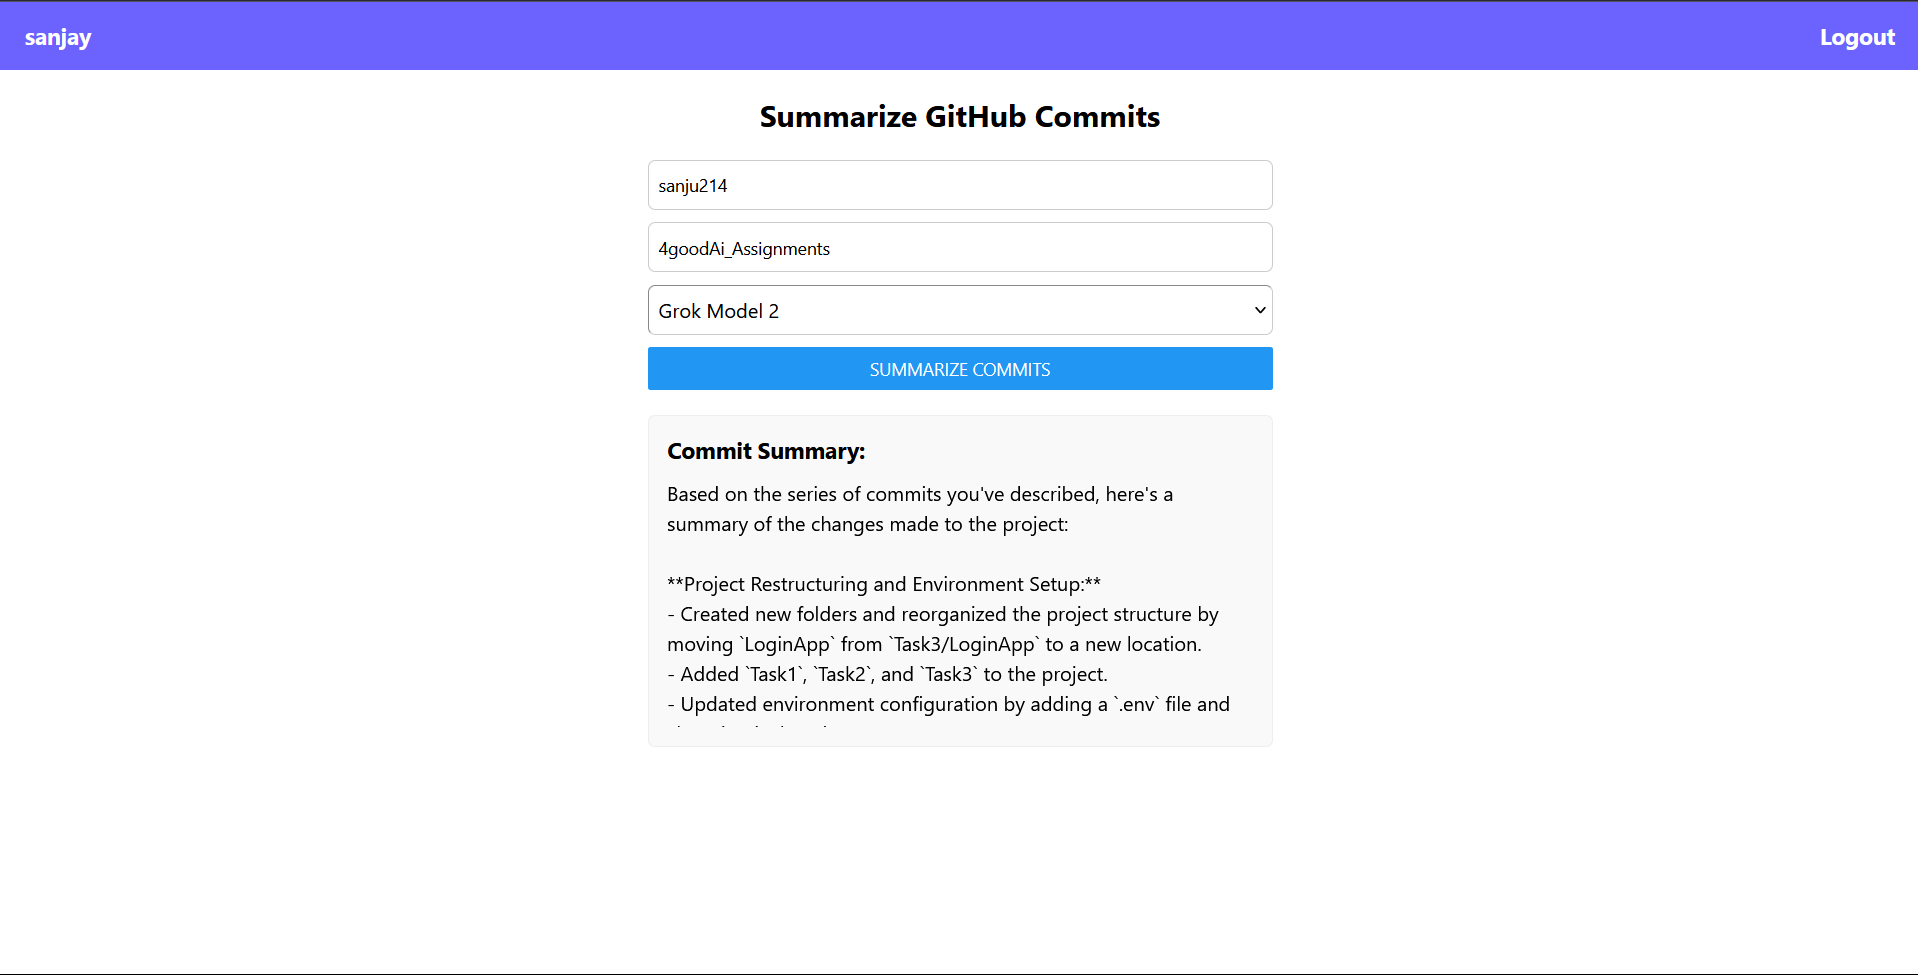 sanjay
Logout
Summarize GitHub Commits
sanju214
4goodAi_Assignments
Grok Model 2
SUMMARIZE COMMITS
Commit Summary:
Based on the series of commits you've described, here's a
summary of the changes made to the project:
**Project Restructuring and Environment Setup:**
- Created new folders and reorganized the project structure by
moving `LoginApp` from `Task3/LoginApp` to a new location.
- Added `Task1`, `Task2`, and `Task3` to the project.
- Updated environment configuration by adding a `.env` file and